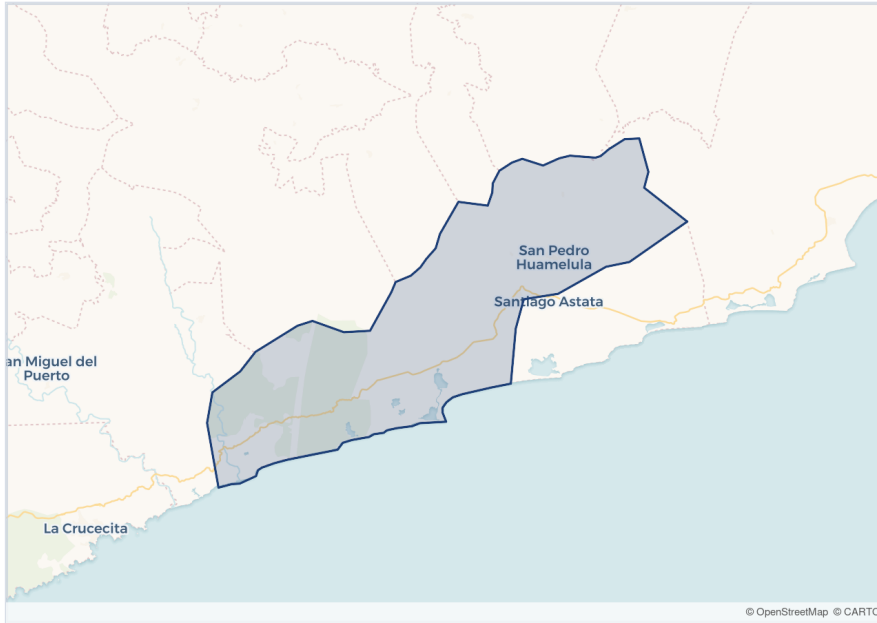 San Pedro
Huamelula
Santiago Astata
an Miguel del
Puerto
La Crucecita
© OpenStreetMap © CARTO